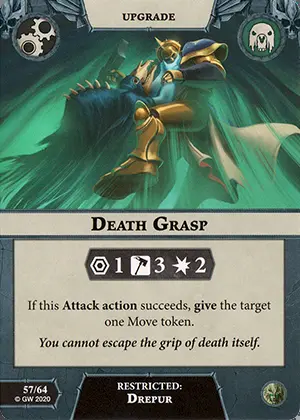 UPGRADE
DEATH GRASP
1 3 2
If this Attack action succeeds, give the target
one Move token.
You cannot escape the grip of death itself.
57/64
© GW 2020
RESTRICTED:
DREPUR